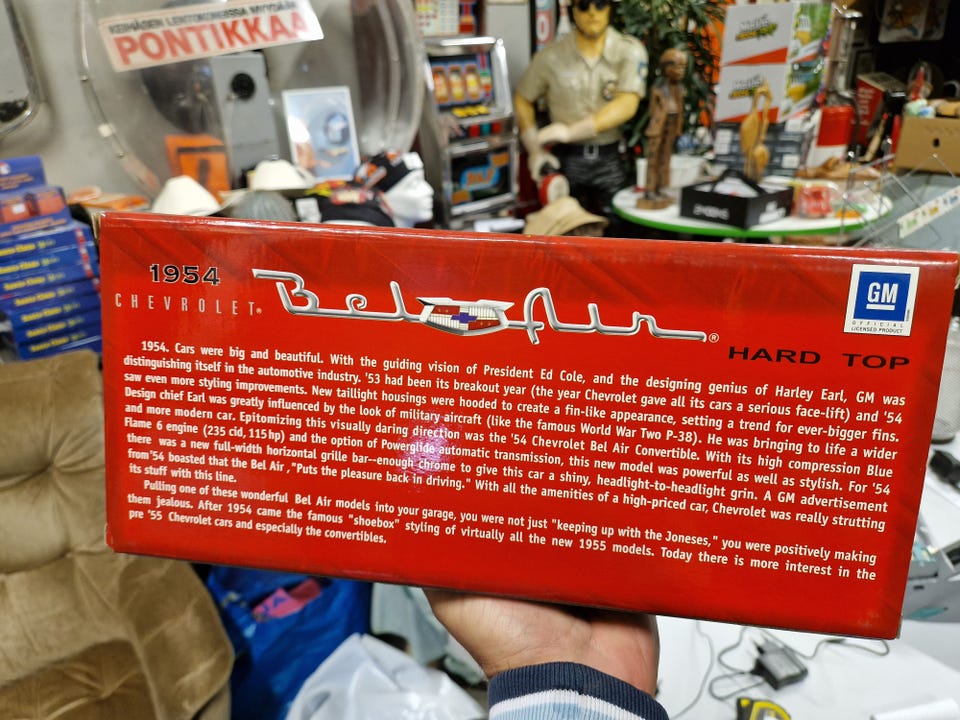 KEIHÄSEN LENTOKONEESSA MYYDÄÄN
PONTIKKAA
1954
CHEVROLET®
Bel Air®
GM
OFFICIAL
LICENSED PRODUCT
HARD TOP
1954. Cars were big and beautiful. With the guiding vision of President Ed Cole, and the designing genius of Harley Earl, GM was
distinguishing itself in the automotive industry. '53 had been its breakout year (the year Chevrolet gave all its cars a serious face-lift) and '54
saw even more styling improvements. New taillight housings were hooded to create a fin-like appearance, setting a trend for ever-bigger fins.
Design chief Earl was greatly influenced by the look of military aircraft (like the famous World War Two P-38). He was bringing to life a wider
and more modern car. Epitomizing this visually daring direction was the '54 Chevrolet Bel Air Convertible. With its high compression Blue
Flame 6 engine (235 cid, 115hp) and the option of Powerglide automatic transmission, this new model was powerful as well as stylish. For '54
there was a new full-width horizontal grille bar--enough chrome to give this car a shiny, headlight-to-headlight grin. A GM advertisement
from'54 boasted that the Bel Air ,"Puts the pleasure back in driving." With all the amenities of a high-priced car, Chevrolet was really strutting
its stuff with this line.
Pulling one of these wonderful Bel Air models into your garage, you were not just "keeping up with the Joneses," you were positively making
them jealous. After 1954 came the famous "shoebox" styling of virtually all the new 1955 models. Today there is more interest in the
pre '55 Chevrolet cars and especially the convertibles.